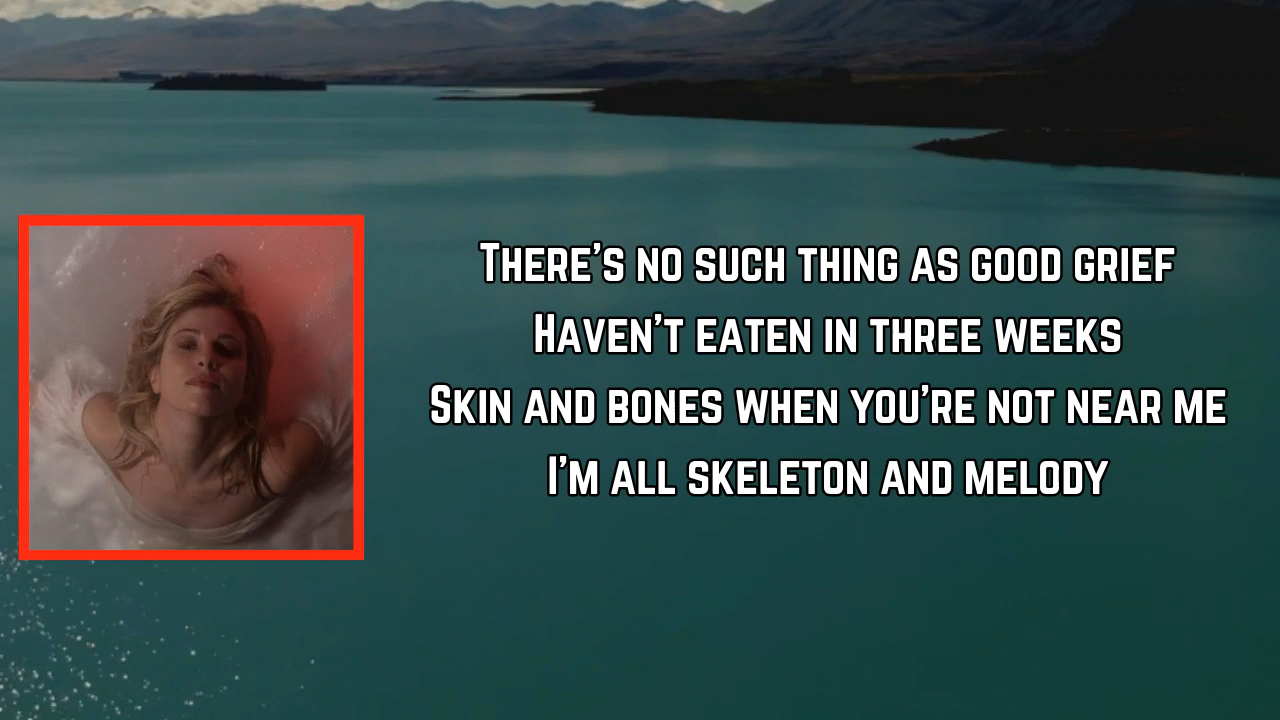 There's no such thing as good grief
Haven't eaten in three weeks
Skin and bones when you're not near me
I'm all skeleton and melody